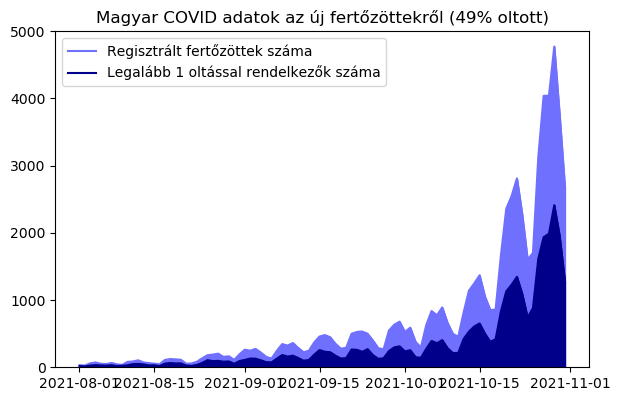 Magyar COVID adatok az új fertőzöttekről (49% oltott)
5000
Regisztrált fertőzöttek száma
Legalább 1 oltással rendelkezők száma
4000
3000
2000
1000
0
2021-08-01 2021-08-15 2021-09-01 2021-09-15 2021-10-01 2021-10-15 2021-11-01